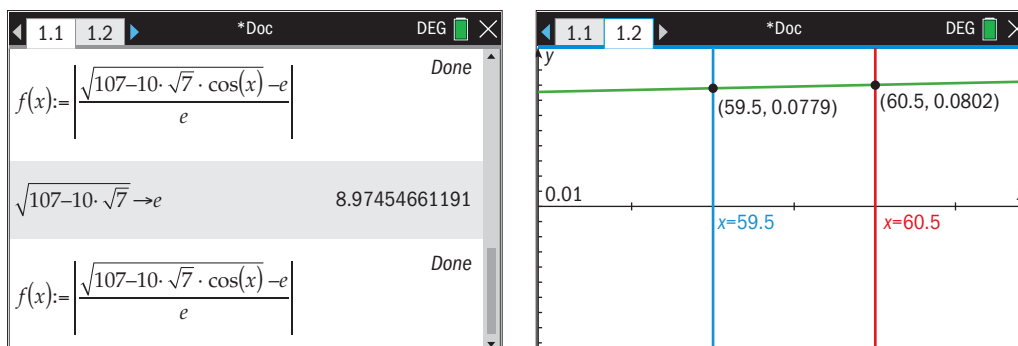 1.1 1.2 *Doc DEG
Done
f(x):= |√(107–10·√7·cos(x)) –e / e|
√(107–10·√7) →e 8.97454661191
Done
f(x):= |√(107–10·√7·cos(x)) –e / e|
1.1 1.2 *Doc DEG
y
(59.5, 0.0779) (60.5, 0.0802)
0.01
x=59.5 x=60.5